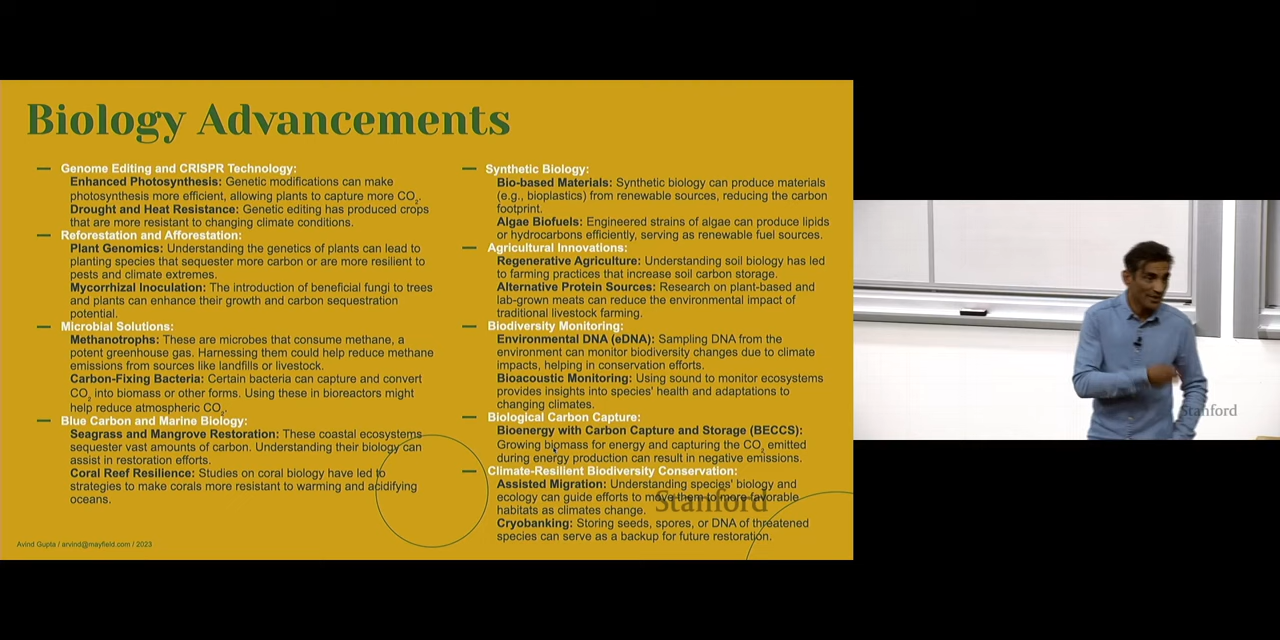 Biology Advancements
Genome Editing and CRISPR Technology:
Enhanced Photosynthesis: Genetic modifications can make
photosynthesis more efficient, allowing plants to capture more CO₂.
Drought and Heat Resistance: Genetic editing has produced crops
that are more resistant to changing climate conditions.
Reforestation and Afforestation:
Plant Genomics: Understanding the genetics of plants can lead to
planting species that sequester more carbon or are more resilient to
pests and climate extremes.
Mycorrhizal Inoculation: The introduction of beneficial fungi to trees
and plants can enhance their growth and carbon sequestration
potential.
Microbial Solutions:
Methanotrophs: These are microbes that consume methane, a
potent greenhouse gas. Harnessing them could help reduce methane
emissions from sources like landfills or livestock.
Carbon-Fixing Bacteria: Certain bacteria can capture and convert
CO₂ into biomass or other forms. Using these in bioreactors might
help reduce atmospheric CO₂.
Blue Carbon and Marine Biology:
Seagrass and Mangrove Restoration: These coastal ecosystems
sequester vast amounts of carbon. Understanding their biology can
assist in restoration efforts.
Coral Reef Resilience: Studies on coral biology have led to
strategies to make corals more resistant to warming and acidifying
oceans.
Synthetic Biology:
Bio-based Materials: Synthetic biology can produce materials
(e.g., bioplastics) from renewable sources, reducing the carbon
footprint.
Algae Biofuels: Engineered strains of algae can produce lipids
or hydrocarbons efficiently, serving as renewable fuel sources.
Agricultural Innovations:
Regenerative Agriculture: Understanding soil biology has led
to farming practices that increase soil carbon storage.
Alternative Protein Sources: Research on plant-based and
lab-grown meats can reduce the environmental impact of
traditional livestock farming.
Biodiversity Monitoring:
Environmental DNA (eDNA): Sampling DNA from the
environment can monitor biodiversity changes due to climate
impacts, helping in conservation efforts.
Bioacoustic Monitoring: Using sound to monitor ecosystems
provides insights into species' health and adaptations to
changing climates.
Biological Carbon Capture:
Bioenergy with Carbon Capture and Storage (BECCS):
Growing biomass for energy and capturing the CO₂ emitted
during energy production can result in negative emissions.
Climate-Resilient Biodiversity Conservation:
Assisted Migration: Understanding species' biology and
ecology can guide efforts to move them to more favorable
habitats as climates change.
Cryobanking: Storing seeds, spores, or DNA of threatened
species can serve as a backup for future restoration.
Stanford
Avind Gupta / arvind@mayfield.com / 2023
Stanford